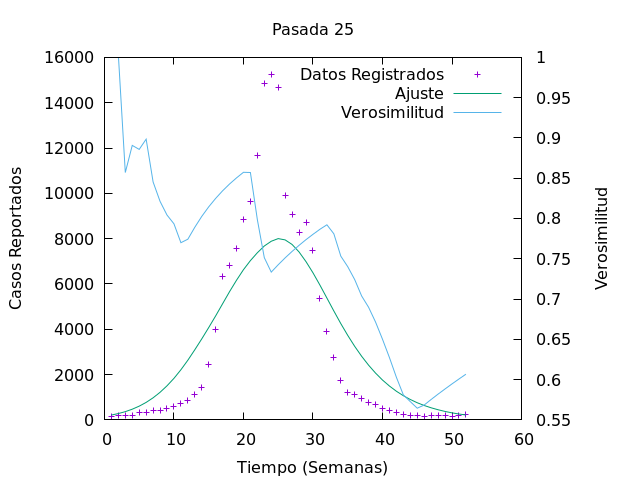 Pasada 25
16000
14000
12000
10000
8000
6000
4000
2000
0
1
0.95
0.9
0.85
0.8
0.75
0.7
0.65
0.6
0.55
0 10 20 30 40 50 60
Datos Registrados
Ajuste
Verosimilitud
Casos Reportados
Verosimilitud
Tiempo (Semanas)